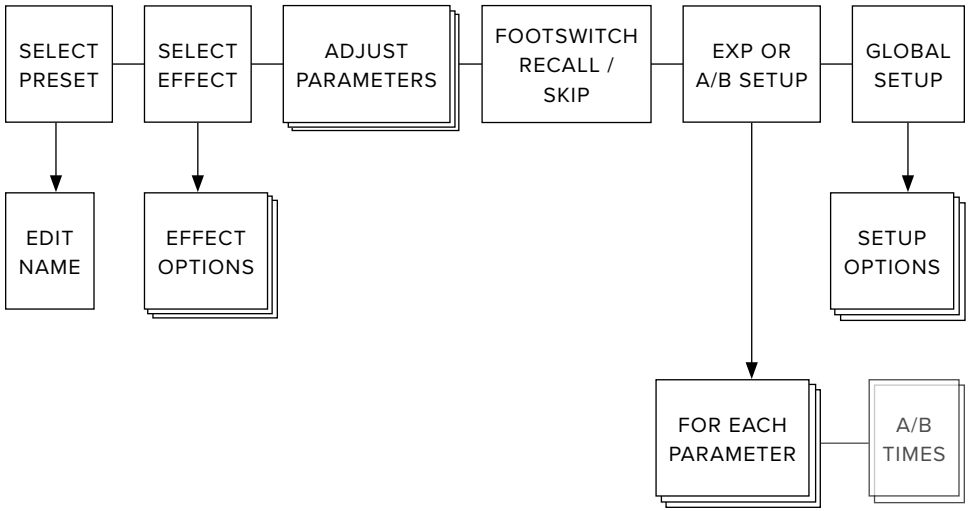 SELECT
PRESET
SELECT
EFFECT
ADJUST
PARAMETERS
FOOTSWITCH
RECALL /
SKIP
EXP OR
A/B SETUP
GLOBAL
SETUP
EDIT
NAME
EFFECT
OPTIONS
SETUP
OPTIONS
FOR EACH
PARAMETER
A/B
TIMES